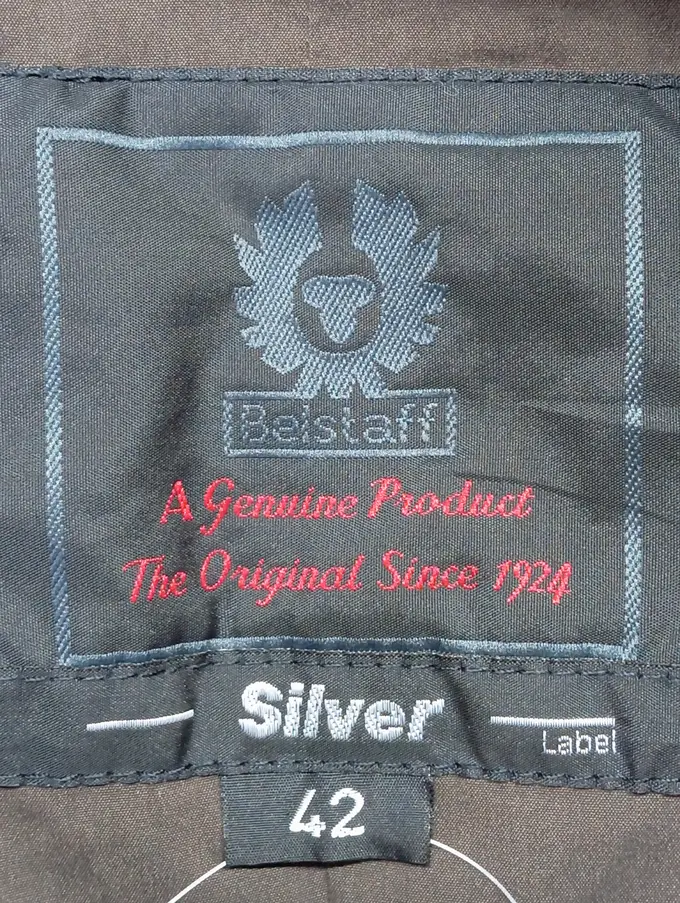 Belstaff
A Genuine Product
The Original Since 1924
Silver
Label
42